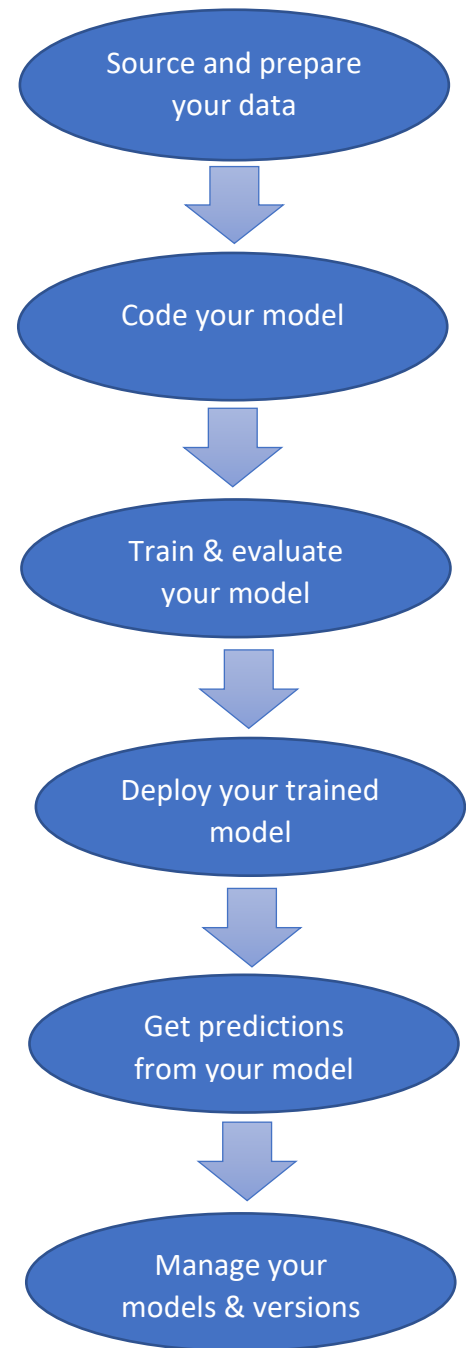 Source and prepare
your data
Code your model
Train & evaluate
your model
Deploy your trained
model
Get predictions
from your model
Manage your
models & versions